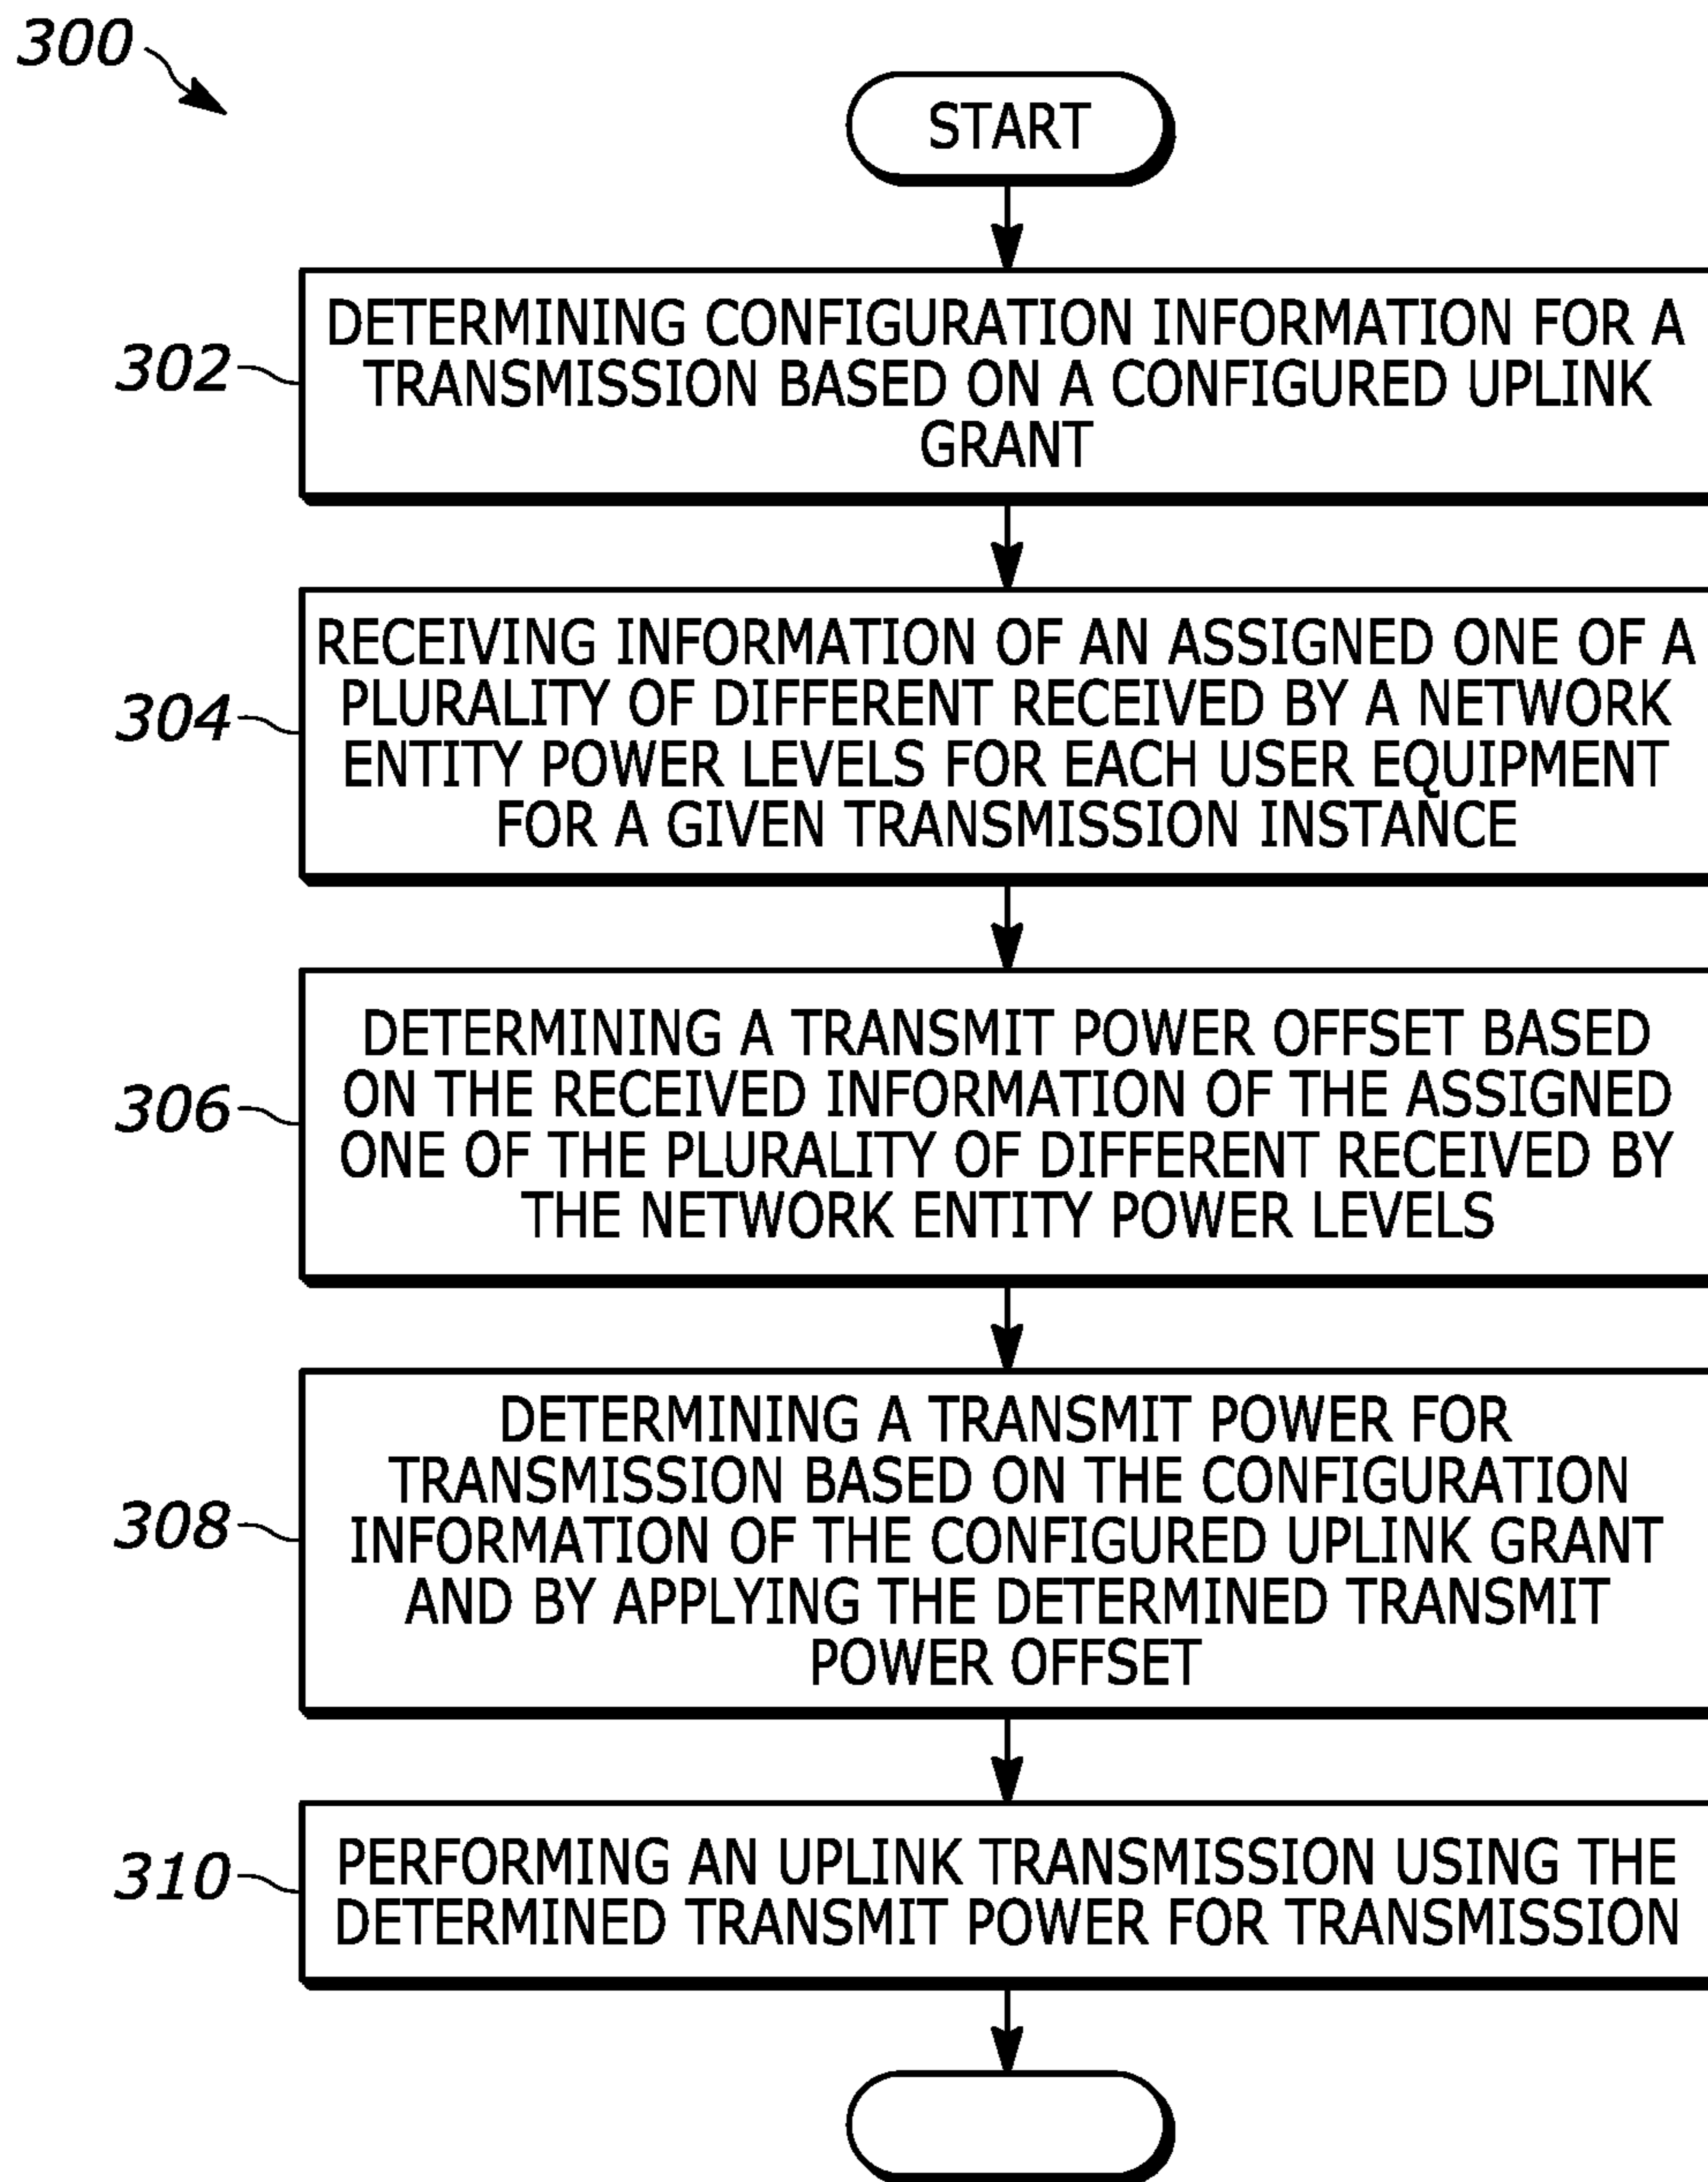 300
START
302
DETERMINING CONFIGURATION INFORMATION FOR A
TRANSMISSION BASED ON A CONFIGURED UPLINK
GRANT
304
RECEIVING INFORMATION OF AN ASSIGNED ONE OF A
PLURALITY OF DIFFERENT RECEIVED BY A NETWORK
ENTITY POWER LEVELS FOR EACH USER EQUIPMENT
FOR A GIVEN TRANSMISSION INSTANCE
306
DETERMINING A TRANSMIT POWER OFFSET BASED
ON THE RECEIVED INFORMATION OF THE ASSIGNED
ONE OF THE PLURALITY OF DIFFERENT RECEIVED BY
THE NETWORK ENTITY POWER LEVELS
308
DETERMINING A TRANSMIT POWER FOR
TRANSMISSION BASED ON THE CONFIGURATION
INFORMATION OF THE CONFIGURED UPLINK GRANT
AND BY APPLYING THE DETERMINED TRANSMIT
POWER OFFSET
310
PERFORMING AN UPLINK TRANSMISSION USING THE
DETERMINED TRANSMIT POWER FOR TRANSMISSION